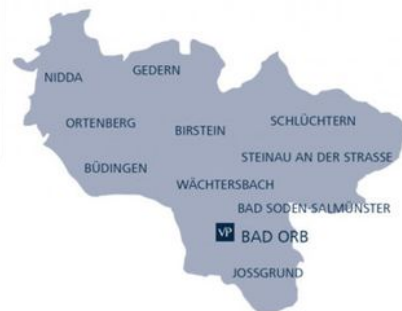 GEDERN
NIDDA
ORTENBERG
BIRSTEIN
SCHLÜCHTERN
STEINAU AN DER STRASSE
BÜDINGEN
WÄCHTERSBACH
BAD SODEN-SALMÜNSTER
VP BAD ORB
JOSSGRUND